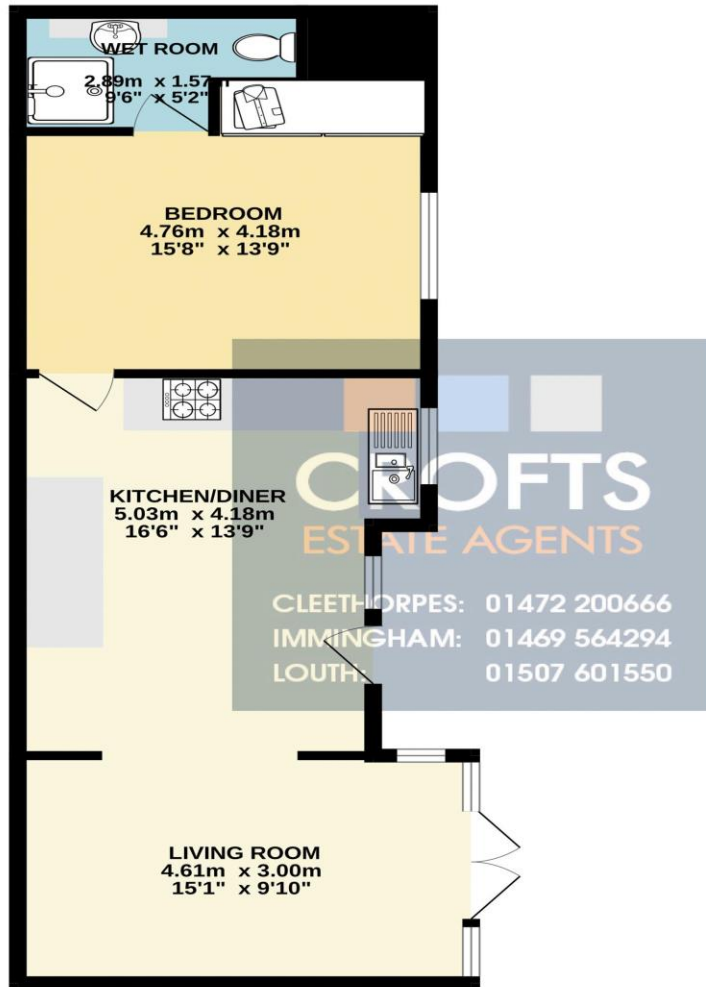 WET ROOM
2.89m x 1.57m
9'6" x 5'2"
BEDROOM
4.76m x 4.18m
15'8" x 13'9"
KITCHEN/DINER
5.03m x 4.18m
16'6" x 13'9"
CROFTS
ESTATE AGENTS
CLEETHORPES: 01472 200666
IMMINGHAM: 01469 564294
LOUTH: 01507 601550
LIVING ROOM
4.61m x 3.00m
15'1" x 9'10"